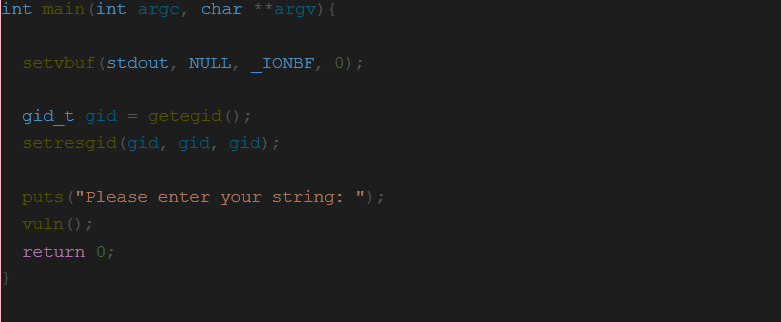 int main(int argc, char **argv){
setvbuf(stdout, NULL, _IONBF, 0);
gid_t gid = getegid();
setresgid(gid, gid, gid);
puts("Please enter your string: ");
vuln();
return 0;
}